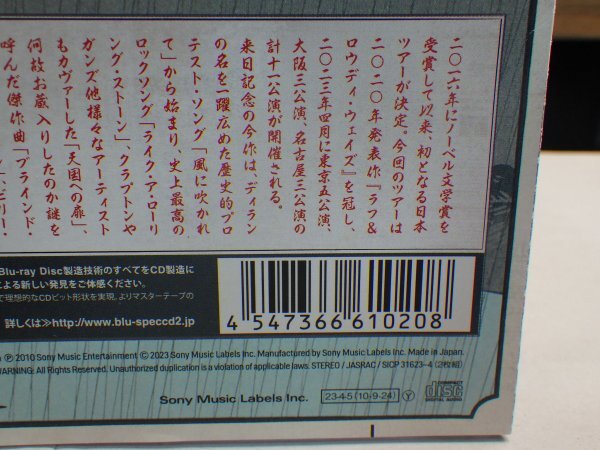 二〇一六年にノーベル文学賞を
受賞して以来、初となる日本
ツアーが決定。今回のツアーは
二〇二〇年発表作『ラフ&
ロウディ・ウェイズ』を冠し、
二〇二三年四月に東京五公演、
大阪三公演、名古屋三公演の
計十一公演が開催される。
来日記念の今作は、ディラン
の名を一躍広めた歴史的プロ
テスト・ソング「風に吹かれ
て」から始まり、史上最高の
ロックソング「ライク・ア・ローリ
ング・ストーン」、クラプトンや
ガンズ他様々なアーティスト
もカヴァーした「天国への扉」、
何故お蔵入りしたのか謎を
呼んだ傑作曲「ブラインド・
Blu-ray Disc製造技術のすべてをCD製造に
よる新しい発見をご体感ください。
で理想的なCDピット形状を実現。よりマスターテープの
詳しくは≫http://www.blu-speccd2.jp
4 547366 610208
℗ 2010 Sony Music Entertainment © 2023 Sony Music Labels Inc. Manufactured by Sony Music Labels Inc. Made in Japan.
WARNING: All Rights Reserved. Unauthorized duplication is a violation of applicable laws. STEREO / JASRAC / SICP 31623~4 (2枚組)
Sony Music Labels Inc.
23·4·5 (10·9·24) Y
COMPACT
disc
DIGITAL AUDIO